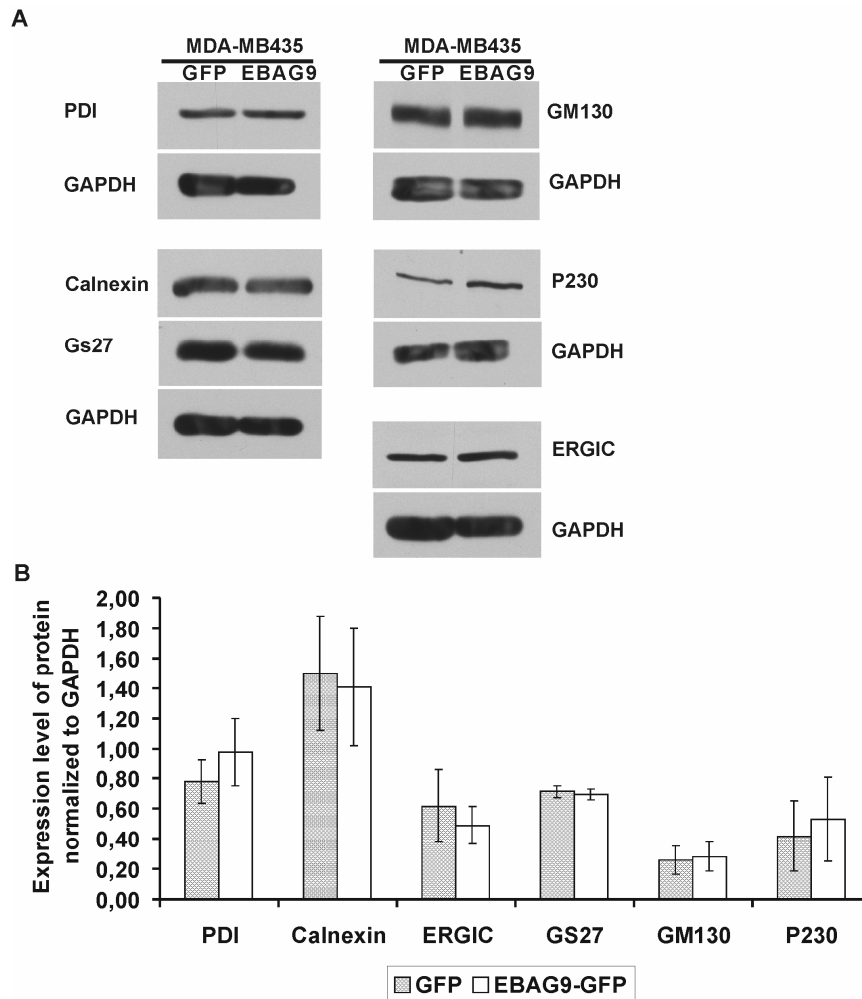 A
MDA-MB435
GFP EBAG9
PDI
GAPDH
Calnexin
Gs27
GAPDH
MDA-MB435
GFP EBAG9
GM130
GAPDH
P230
GAPDH
ERGIC
GAPDH
B
Expression level of protein
normalized to GAPDH
2,00
1,80
1,60
1,40
1,20
1,00
0,80
0,60
0,40
0,20
0,00
PDI Calnexin ERGIC GS27 GM130 P230
GFP EBAG9-GFP